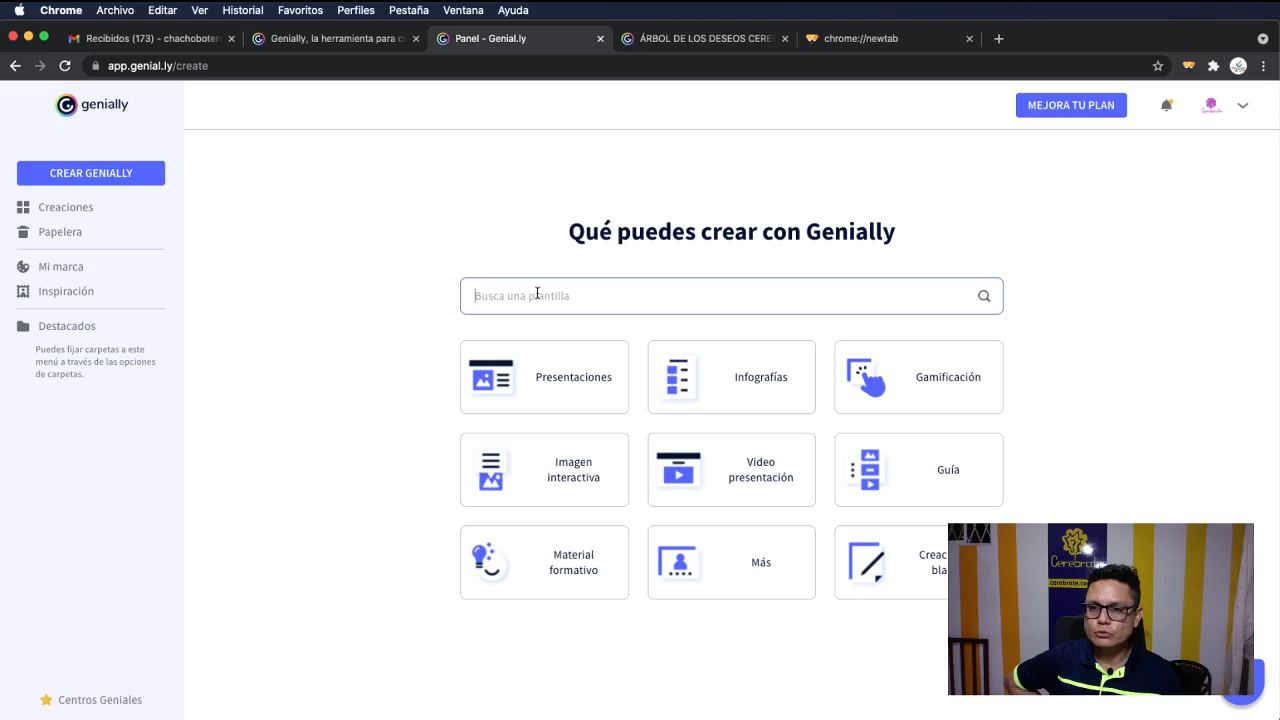 Chrome Archivo Editar Ver Historial Favoritos Perfiles Pestaña Ventana Ayuda
Recibidos (173) - chachoboter
Genially, la herramienta para c
Panel - Genial.ly
ÁRBOL DE LOS DESEOS CERE
chrome://newtab
app.genial.ly/create
genially
MEJORA TU PLAN
CREAR GENIALLY
Creaciones
Papelera
Mi marca
Inspiración
Destacados
Puedes fijar carpetas a este
menú a través de las opciones
de carpetas.
Centros Geniales
Qué puedes crear con Genially
Busca una plantilla
Presentaciones
Infografías
Gamificación
Imagen
interactiva
Video
presentación
Guía
Material
formativo
Más
Creac
bla
Cerebrote